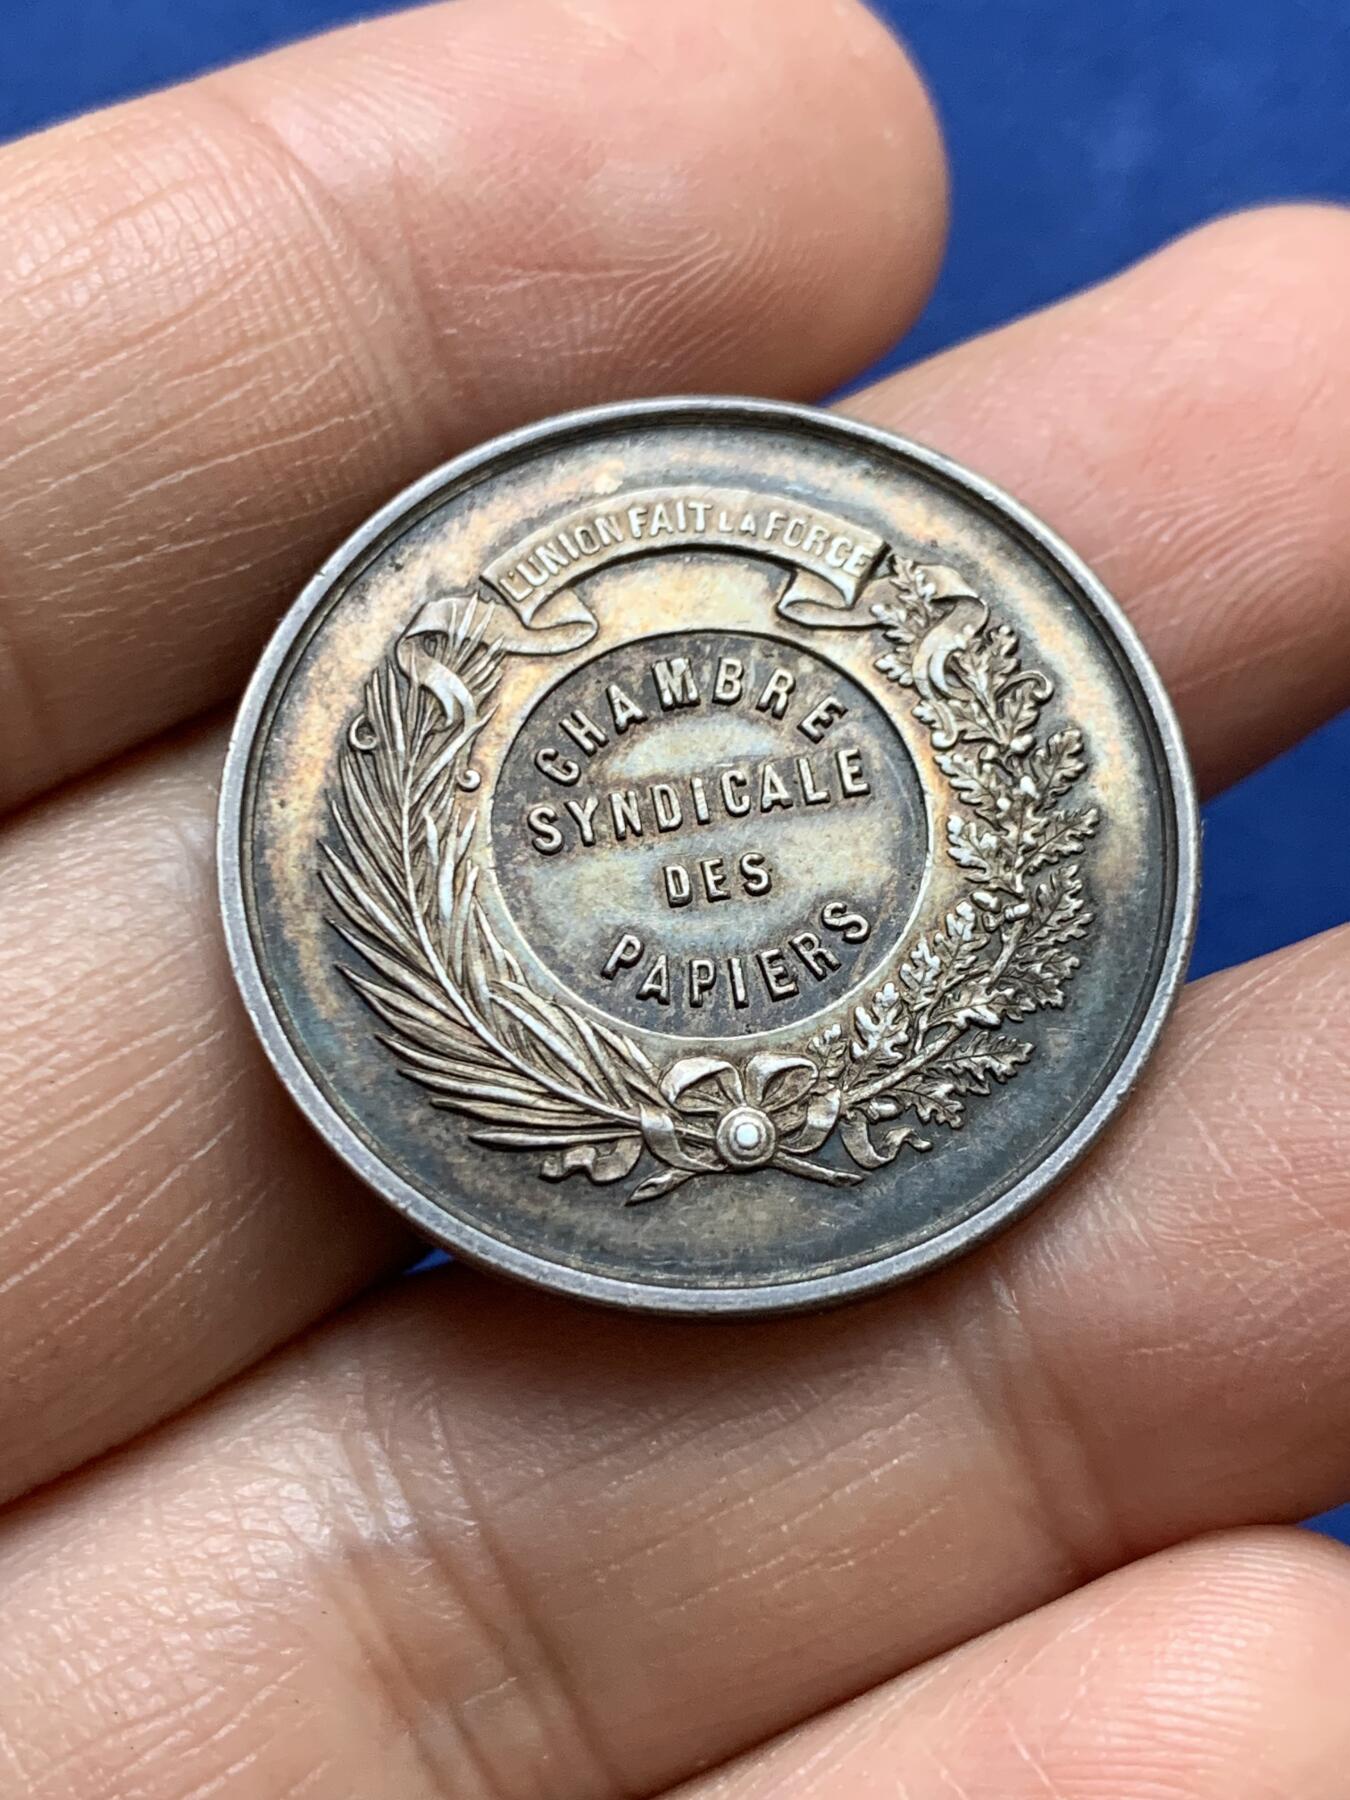 L'UNION FAIT LA FORCE
CHAMBRE
SYNDICALE
DES
PAPIERS